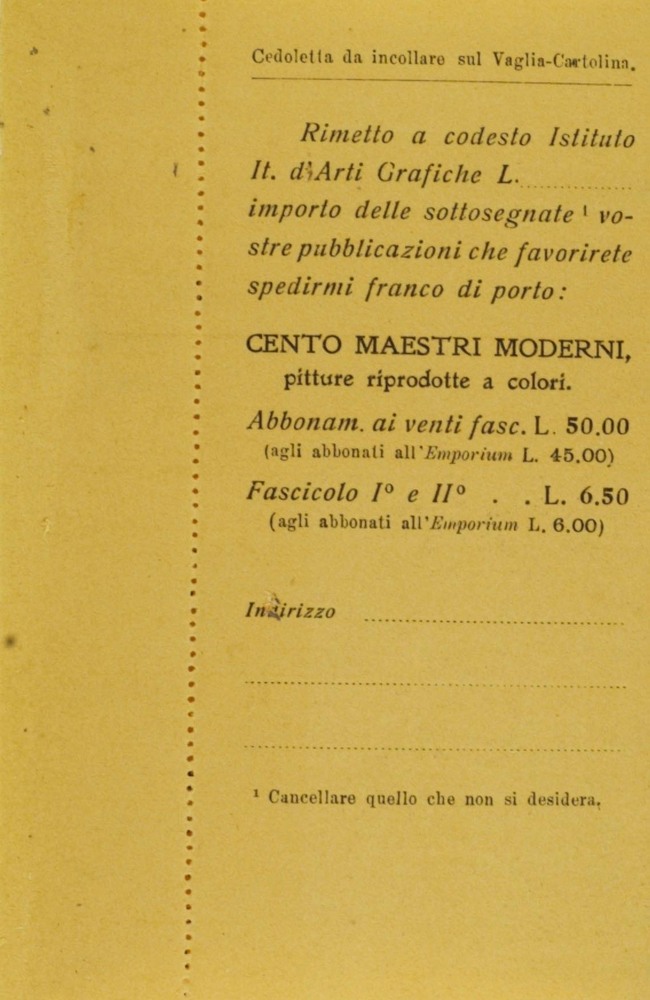 Cedoletta da incollare sul Vaglia-Cartolina.
Rimetto a codesto Istituto
It. d'Arti Grafiche L. ............
importo delle sottosegnate ¹ vo-
stre pubblicazioni che favorirete
spedirmi franco di porto:
CENTO MAESTRI MODERNI,
pitture riprodotte a colori.
Abbonam. ai venti fasc. L. 50.00
(agli abbonati all'Emporium L. 45.00)
Fascicolo Iº e IIº . . L. 6.50
(agli abbonati all'Emporium L. 6.00)
Indirizzo
¹ Cancellare quello che non si desidera.